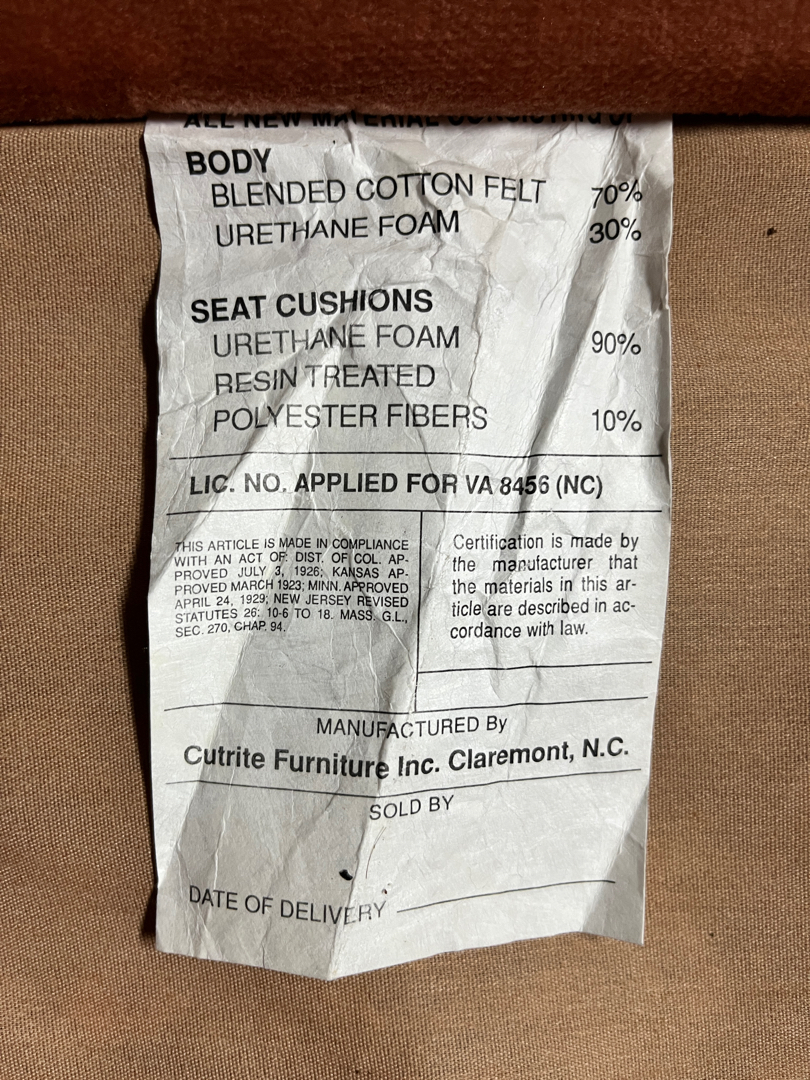 ALL NEW MATERIAL CONSISTING OF
BODY
BLENDED COTTON FELT 70%
URETHANE FOAM 30%
SEAT CUSHIONS
URETHANE FOAM 90%
RESIN TREATED
POLYESTER FIBERS 10%
LIC. NO. APPLIED FOR VA 8456 (NC)
THIS ARTICLE IS MADE IN COMPLIANCE
WITH AN ACT OF: DIST. OF COL. AP-
PROVED JULY 3, 1926; KANSAS AP-
PROVED MARCH 1923; MINN. APPROVED
APRIL 24, 1929; NEW JERSEY REVISED
STATUTES 26: 10-6 TO 18. MASS. G.L.,
SEC. 270, CHAP. 94.
Certification is made by
the manufacturer that
the materials in this ar-
ticle are described in ac-
cordance with law.
MANUFACTURED By
Cutrite Furniture Inc. Claremont, N.C.
SOLD BY
DATE OF DELIVERY